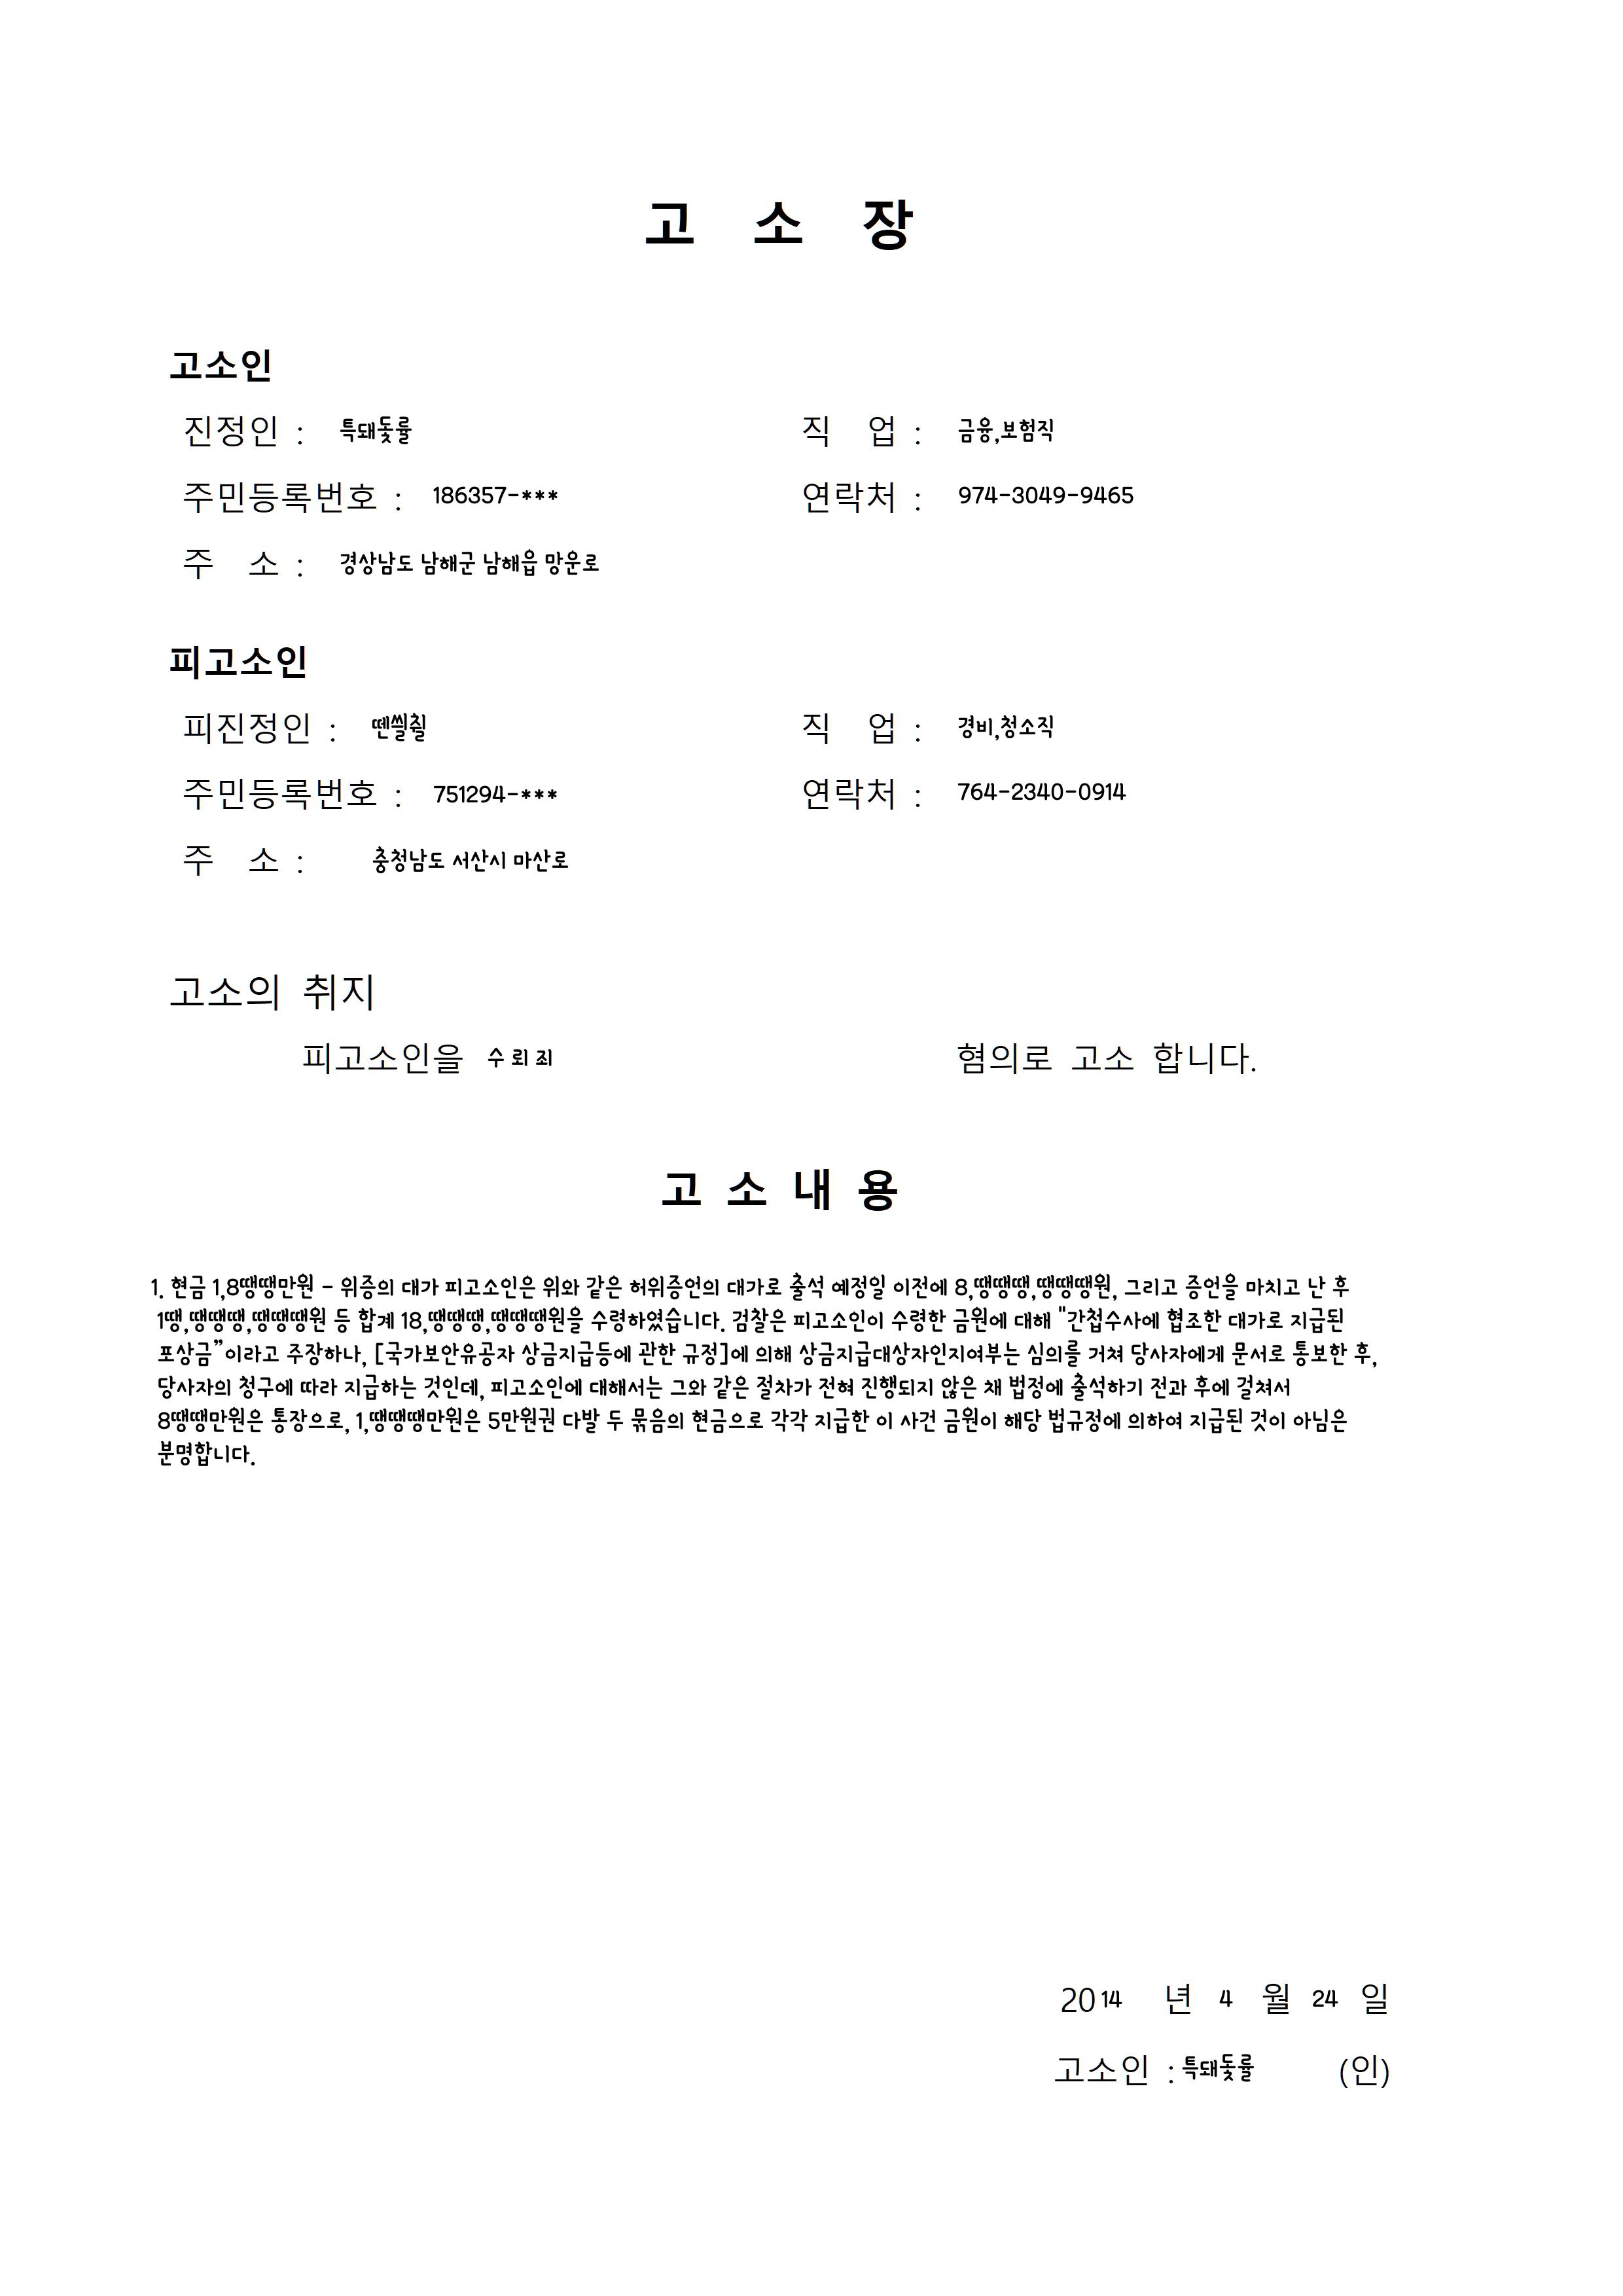 고 소 장
고소인
진정인 : 특돼돛률 직 업 : 금융,보험직
주민등록번호 : 186357-*** 연락처 : 974-3049-9465
주 소 : 경상남도 남해군 남해읍 망운로
피고소인
피진정인 : 뗀씔췰 직 업 : 경비,청소직
주민등록번호 : 751294-*** 연락처 : 764-2340-0914
주 소 : 충청남도 서산시 마산로
고소의 취지
피고소인을 수 뢰 죄 혐의로 고소 합니다.
고 소 내 용
1. 현금 1,8땡땡만원 - 위증의 대가 피고소인은 위와 같은 허위증언의 대가로 출석 예정일 이전에 8,땡땡땡,땡땡땡원, 그리고 증언을 마치고 난 후
1땡,땡땡땡,땡땡땡원 등 합계 18,땡땡땡,땡땡땡원을 수령하였습니다. 검찰은 피고소인이 수령한 금원에 대해 "간첩수사에 협조한 대가로 지급된
포상금”이라고 주장하나, [국가보안유공자 상금지급등에 관한 규정]에 의해 상금지급대상자인지여부는 심의를 거쳐 당사자에게 문서로 통보한 후,
당사자의 청구에 따라 지급하는 것인데, 피고소인에 대해서는 그와 같은 절차가 전혀 진행되지 않은 채 법정에 출석하기 전과 후에 걸쳐서
8땡땡만원은 통장으로, 1,땡땡땡만원은 5만원권 다발 두 묶음의 현금으로 각각 지급한 이 사건 금원이 해당 법규정에 의하여 지급된 것이 아님은
분명합니다.
2014 년 4 월 24 일
고소인 : 특돼돛률 (인)